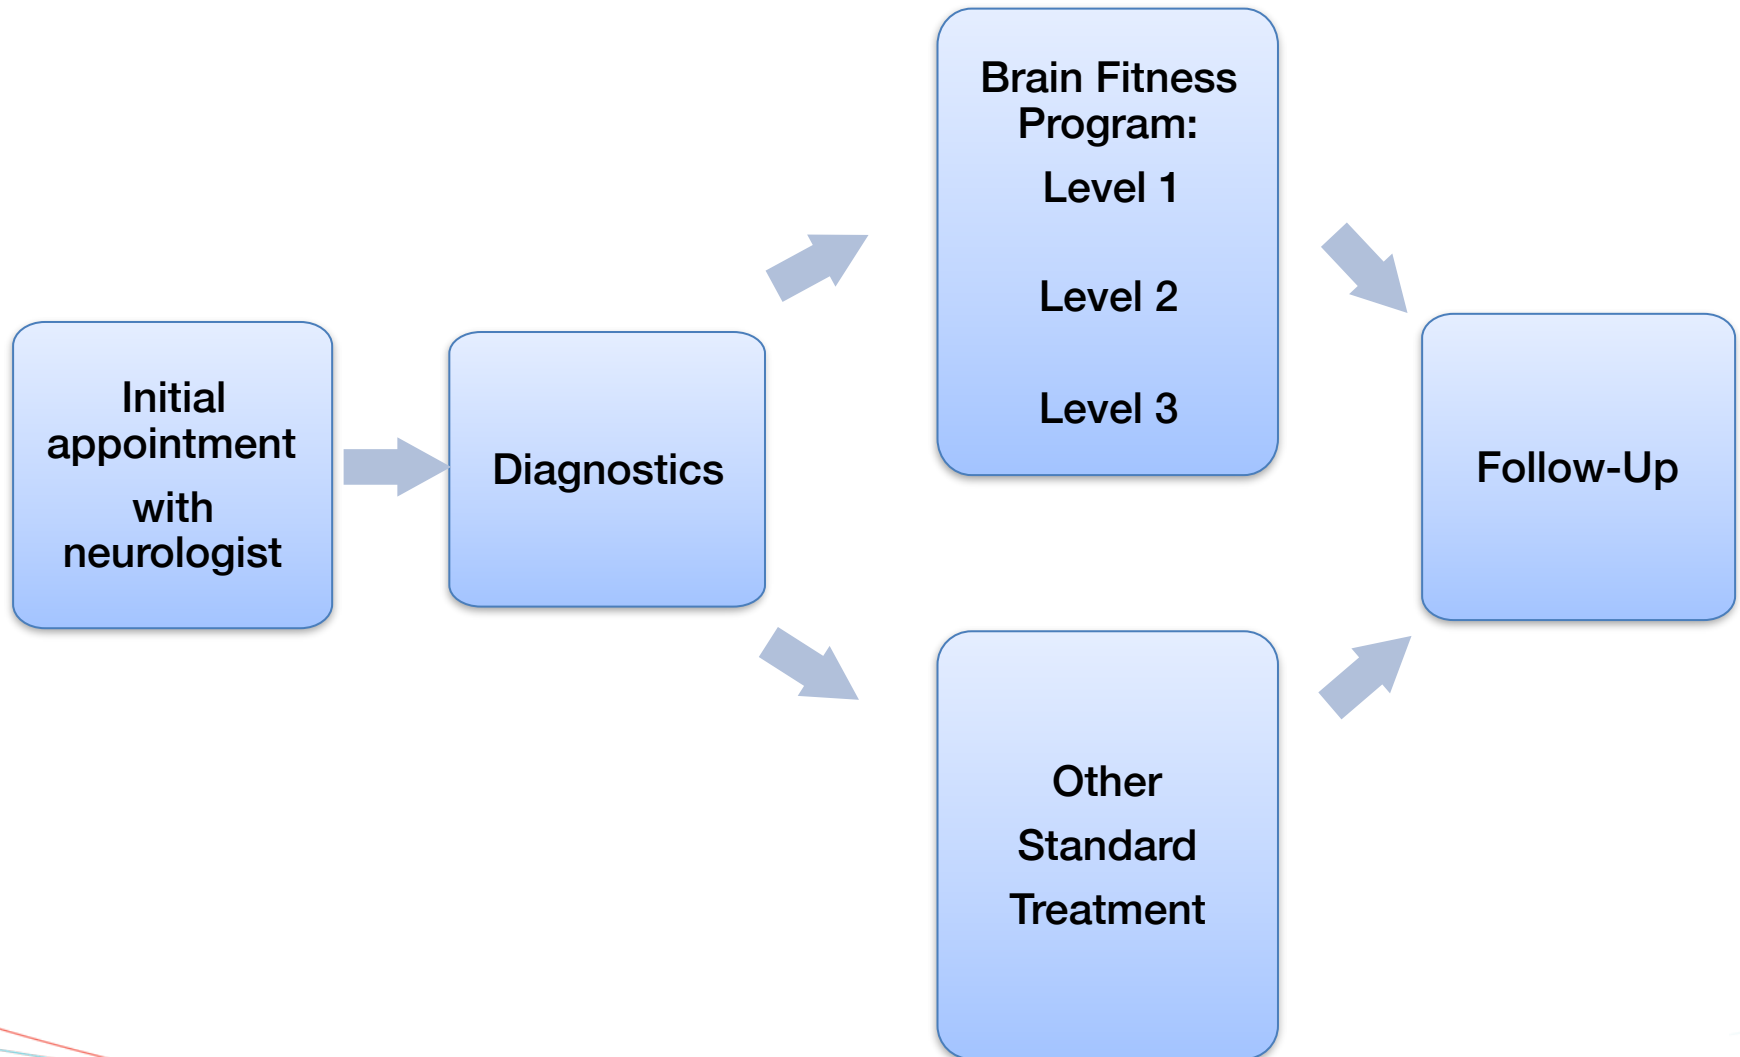 Initial
appointment
with
neurologist
Diagnostics
Brain Fitness
Program:
Level 1
Level 2
Level 3
Other
Standard
Treatment
Follow-Up